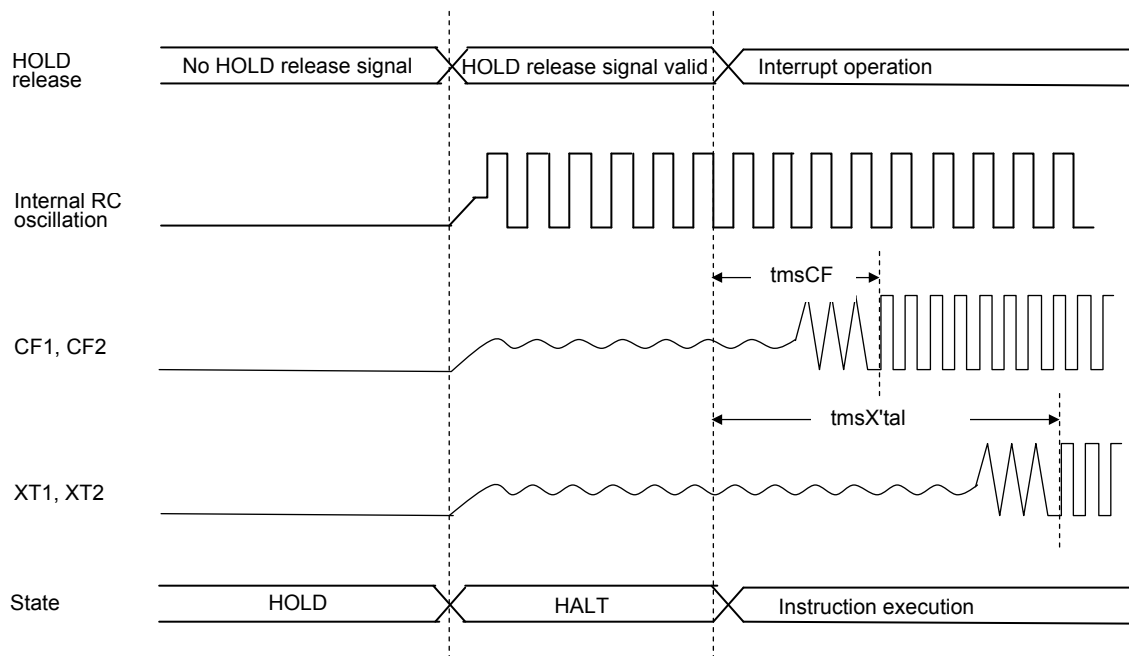 HOLD
release
No HOLD release signal
HOLD release signal valid
Interrupt operation
Internal RC
oscillation
tmsCF
CF1, CF2
tmsX'tal
XT1, XT2
State
HOLD
HALT
Instruction execution